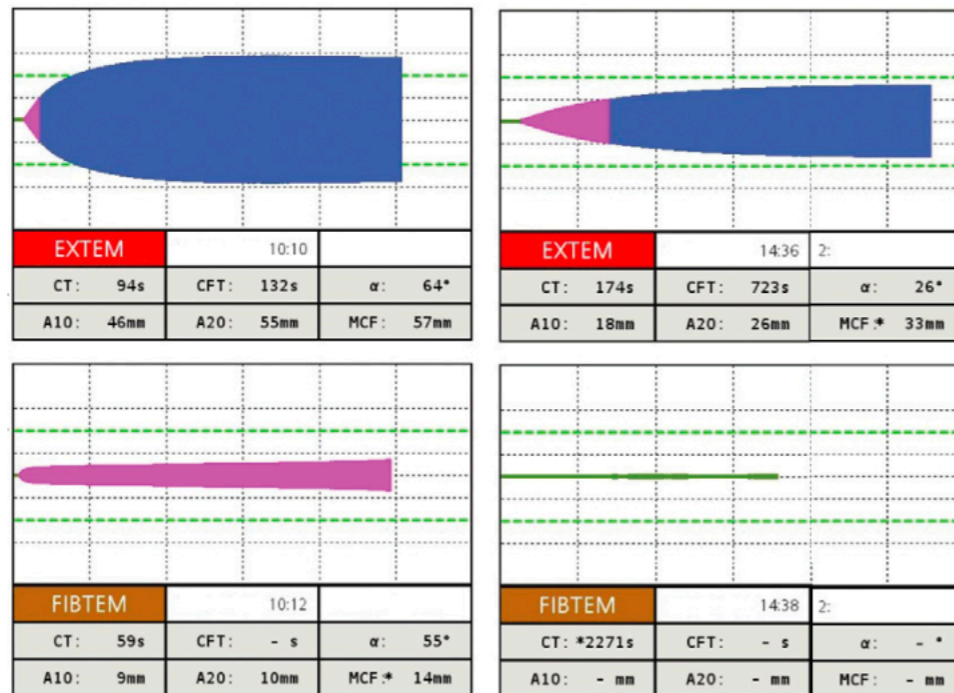 EXTEM 10:10
CT: 94s CFT: 132s α: 64°
A10: 46mm A20: 55mm MCF: 57mm
EXTEM 14:36 2:
CT: 174s CFT: 723s α: 26°
A10: 18mm A20: 26mm MCF:* 33mm
FIBTEM 10:12
CT: 59s CFT: - s α: 55°
A10: 9mm A20: 10mm MCF:* 14mm
FIBTEM 14:38 2:
CT: *2271s CFT: - s α: - °
A10: - mm A20: - mm MCF: - mm